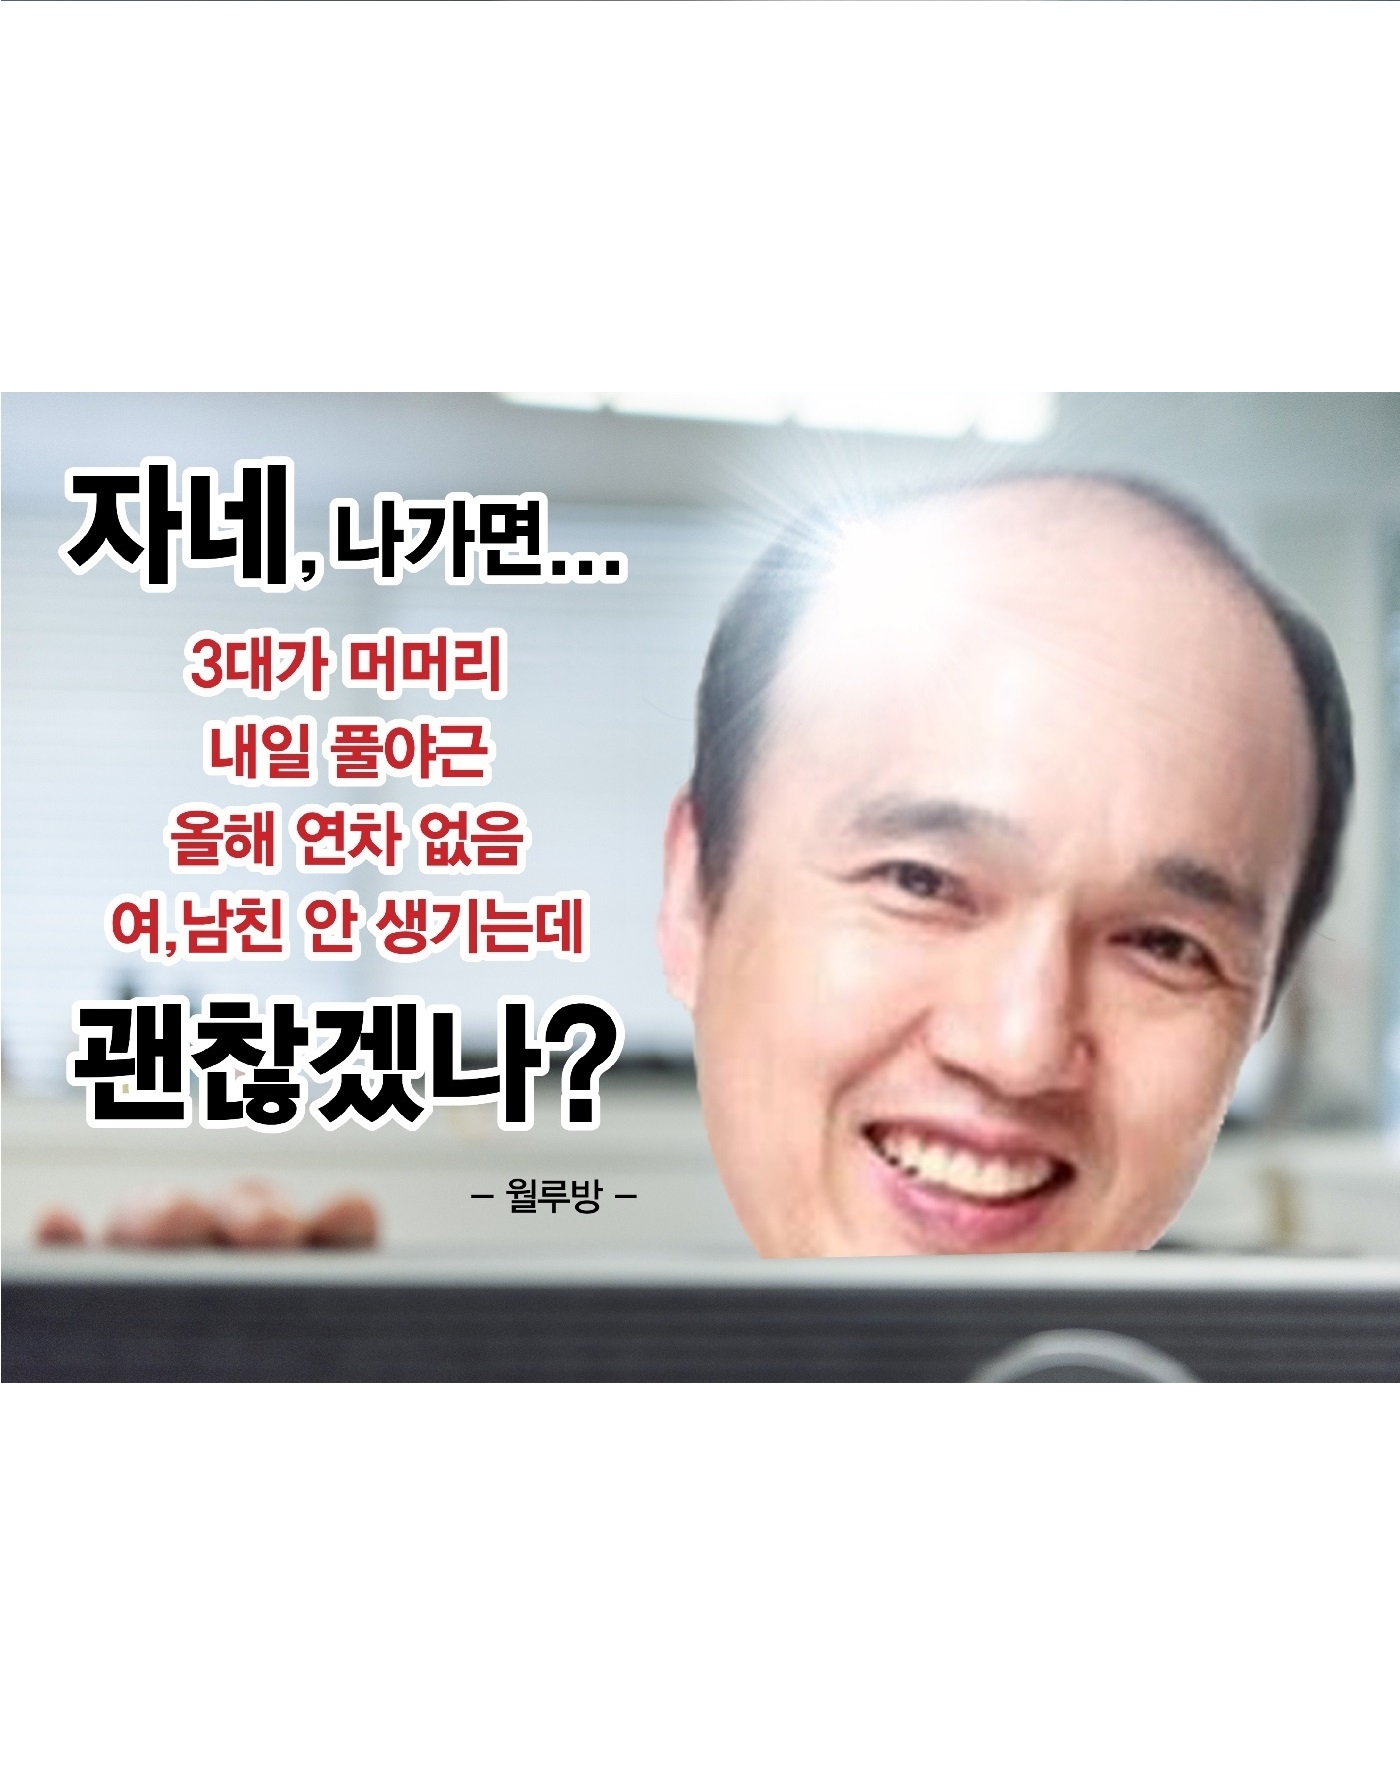 자네, 나가면...
3대가 머머리
내일 풀야근
올해 연차 없음
여,남친 안 생기는데
괜찮겠나?
– 월루방 –